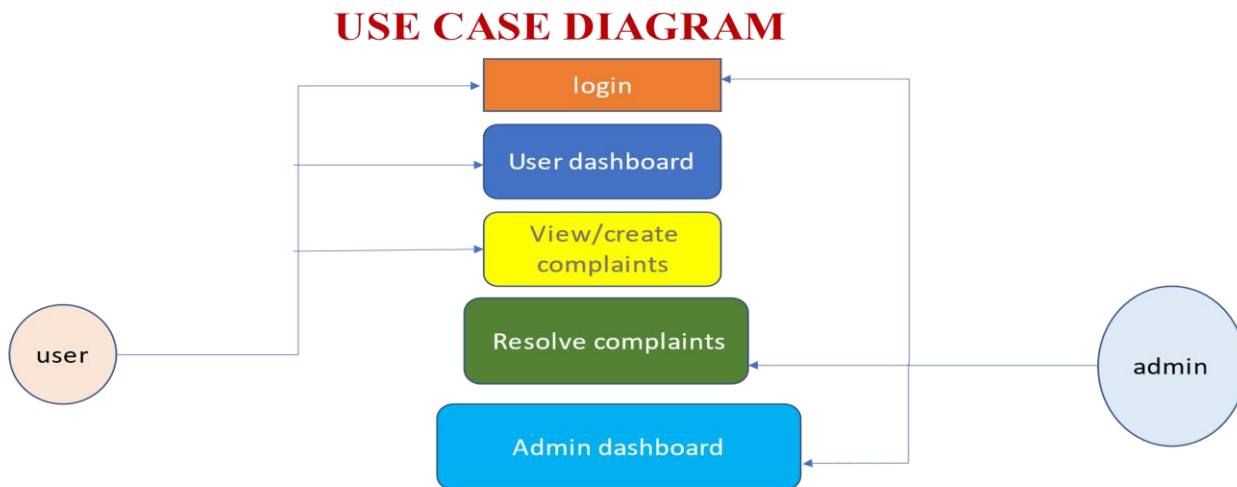 USE CASE DIAGRAM
login
User dashboard
View/create
complaints
Resolve complaints
Admin dashboard
user
admin